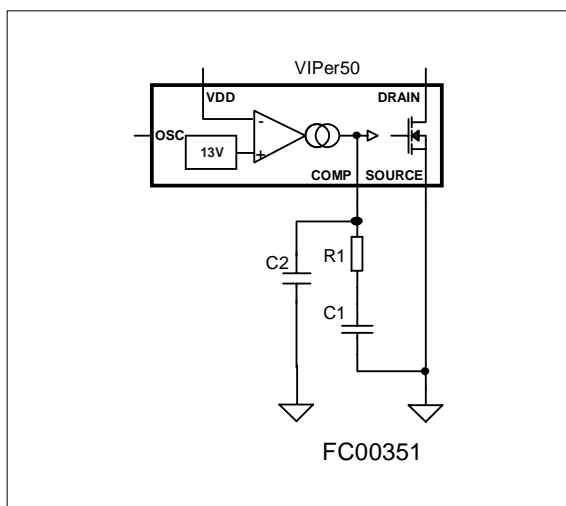 VIPer50
VDD
DRAIN
OSC
-
13V
+
COMP
SOURCE
C2
R1
C1
FC00351